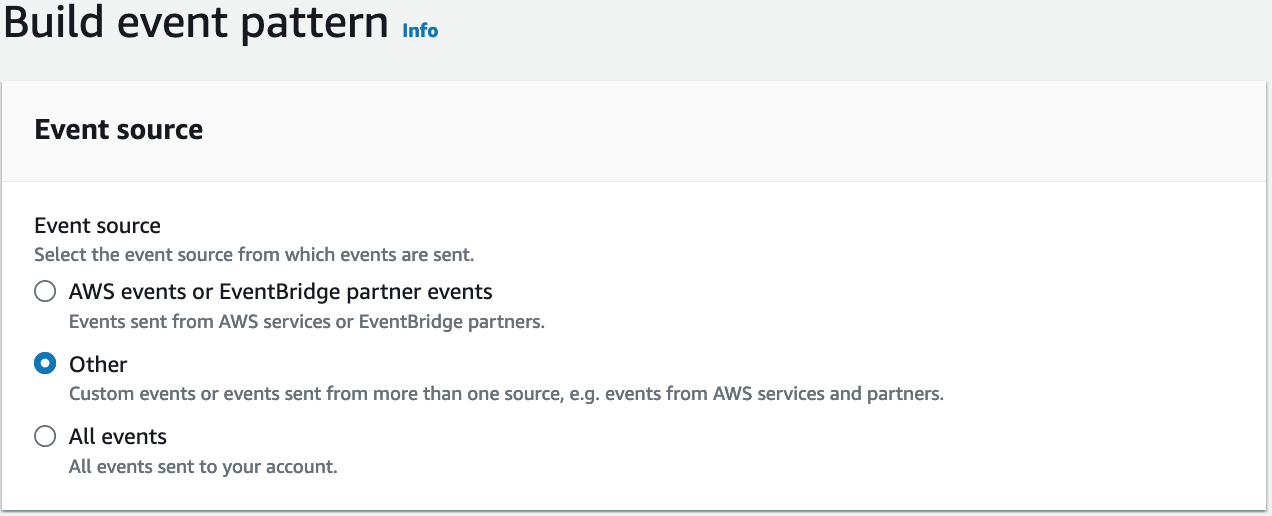 Build event pattern Info
Event source
Event source
Select the event source from which events are sent.
AWS events or EventBridge partner events
Events sent from AWS services or EventBridge partners.
Other
Custom events or events sent from more than one source, e.g. events from AWS services and partners.
All events
All events sent to your account.